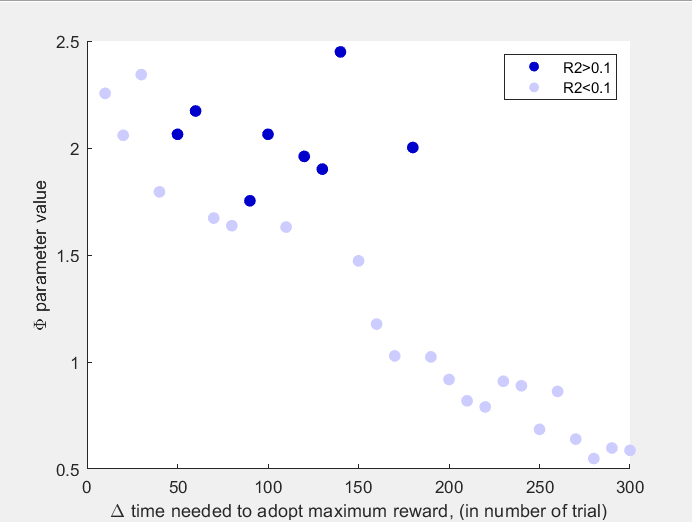 2.5
2
1.5
1
0.5
0 50 100 150 200 250 300
Φ parameter value
Δ time needed to adopt maximum reward, (in number of trial)
R2>0.1
R2<0.1